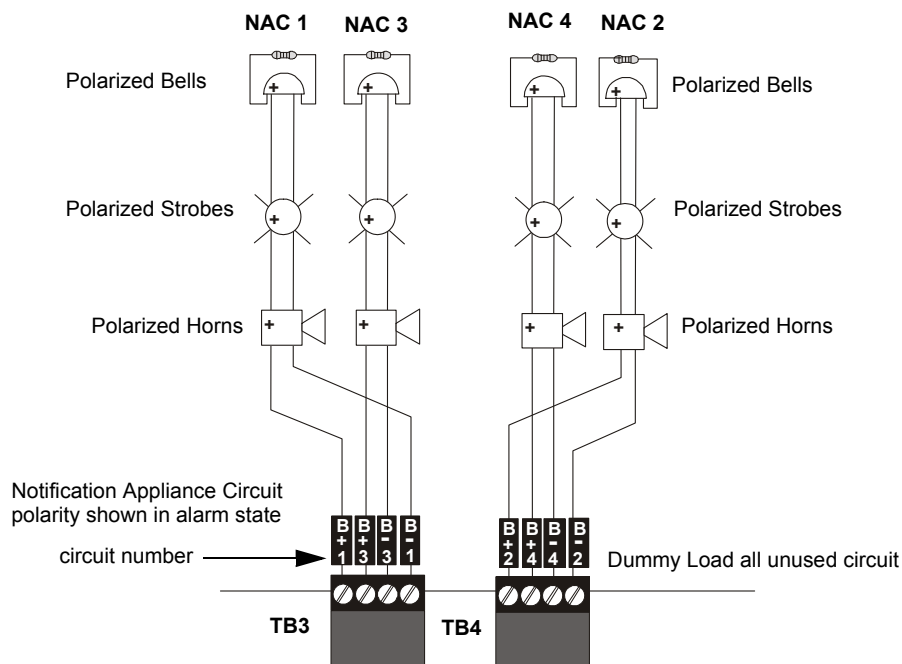 NAC 1 NAC 3 NAC 4 NAC 2
Polarized Bells
+ + + +
Polarized Bells
Polarized Strobes
+ + + +
Polarized Strobes
Polarized Horns
+ + + +
Polarized Horns
Notification Appliance Circuit
polarity shown in alarm state
circuit number
B+1 B+3 B-3 B-1
B+2 B+4 B-4 B-2
Dummy Load all unused circuit
TB3 TB4